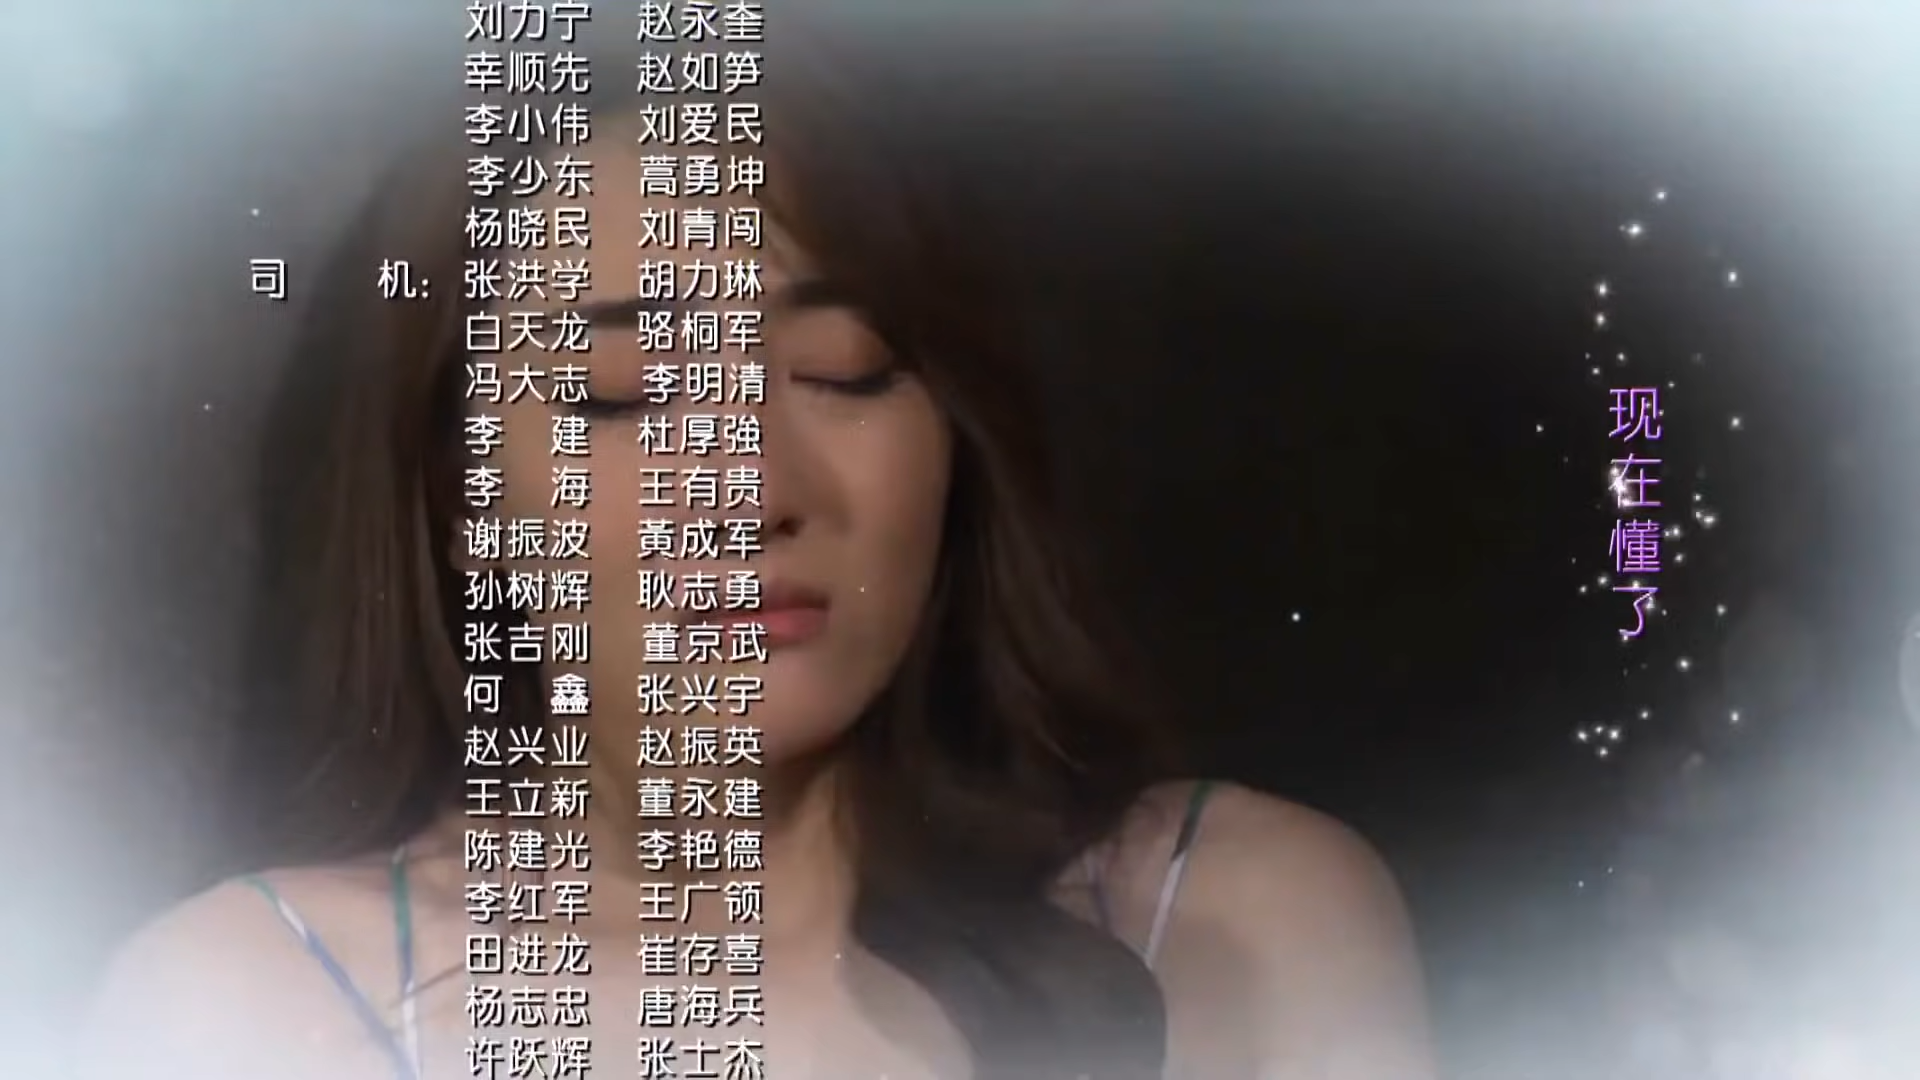 刘力宁 赵永奎
幸顺先 赵如笋
李小伟 刘爱民
李少东 蒿勇坤
杨晓民 刘青闯
司 机：张洪学 胡力琳
白天龙 骆桐军
冯大志 李明清
李 建 杜厚強
李 海 王有贵
谢振波 黄成军
孙树辉 耿志勇
张吉刚 董京武
何 鑫 张兴宇
赵兴业 赵振英
王立新 董永建
陈建光 李艳德
李红军 王广领
田进龙 崔存喜
杨志忠 唐海兵
许跃辉 张士杰
现在懂了